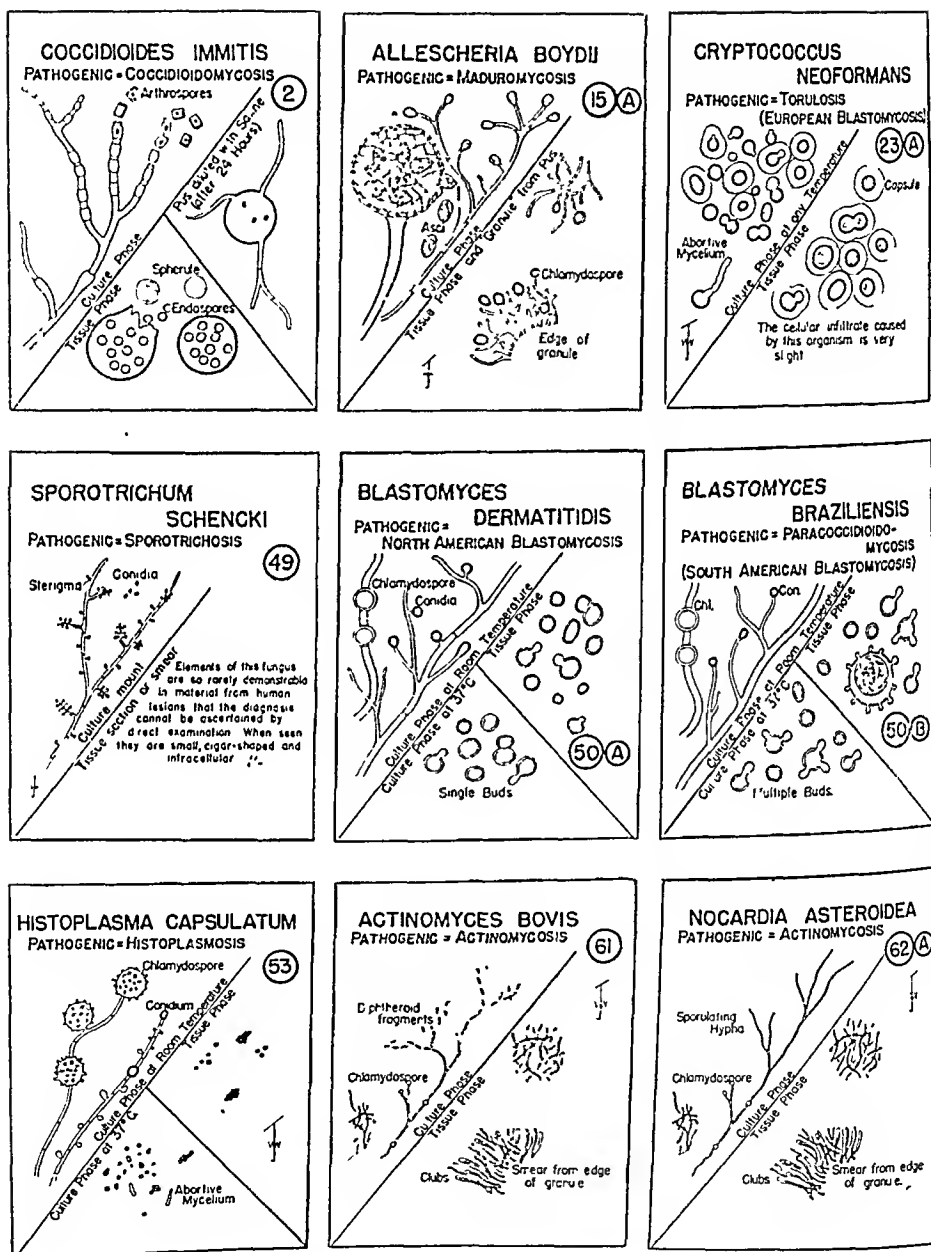 COCCIDIOIDES IMMITIS
PATHOGENIC = COCCIDIOIDOMYCOSIS
2
Arthrospores
Pus diluted with Saline
(after 24 Hours)
Culture Phase
Tissue Phase
Spherule
Endospores
ALLESCHERIA BOYDII
PATHOGENIC = MADUROMYCOSIS
15 A
Asci
Culture Phase
Tissue Phase and Granule from Pus
Chlamydospore
Edge of
granule
CRYPTOCOCCUS
NEOFORMANS
PATHOGENIC = TORULOSIS
(EUROPEAN BLASTOMYCOSIS)
23 A
Capsule
Abortive
Mycelium
Culture Phase at any Temperature
Tissue Phase
The cellular infiltrate caused
by this organism is very
slight
SPOROTRICHUM
SCHENCKI
PATHOGENIC = SPOROTRICHOSIS
49
Sterigma
Conidia
Culture mount
Tissue section or smear
Elements of this fungus
are so rarely demonstrable
in material from human
lesions that the diagnosis
cannot be ascertained by
direct examination When seen
they are small, cigar-shaped and
intracellular
BLASTOMYCES
DERMATITIDIS
PATHOGENIC =
NORTH AMERICAN BLASTOMYCOSIS
Chlamydospore
Conidia
Culture Phase at Room Temperature
Tissue Phase
Culture Phase at 37°C
50 A
Single Buds
BLASTOMYCES
BRAZILIENSIS
PATHOGENIC = PARACOCCIDIOIDO-
MYCOSIS
(SOUTH AMERICAN BLASTOMYCOSIS)
Chl.
Con.
Culture Phase at Room Temperature
Tissue Phase
Culture Phase at 37°C
50 B
Multiple Buds
HISTOPLASMA CAPSULATUM
PATHOGENIC = HISTOPLASMOSIS
53
Chlamydospore
Conidium
Culture Phase at Room Temperature
Tissue Phase
Culture Phase at 37°C
Abortive
Mycelium
ACTINOMYCES BOVIS
PATHOGENIC = ACTINOMYCOSIS
61
Diphtheroid
fragments
Chlamydospore
Culture Phase
Tissue Phase
Clubs
Smear from edge
of granule
NOCARDIA ASTEROIDEA
PATHOGENIC = ACTINOMYCOSIS
62 A
Sporulating
Hypha
Chlamydospore
Culture Phase
Tissue Phase
Clubs
Smear from edge
of granule